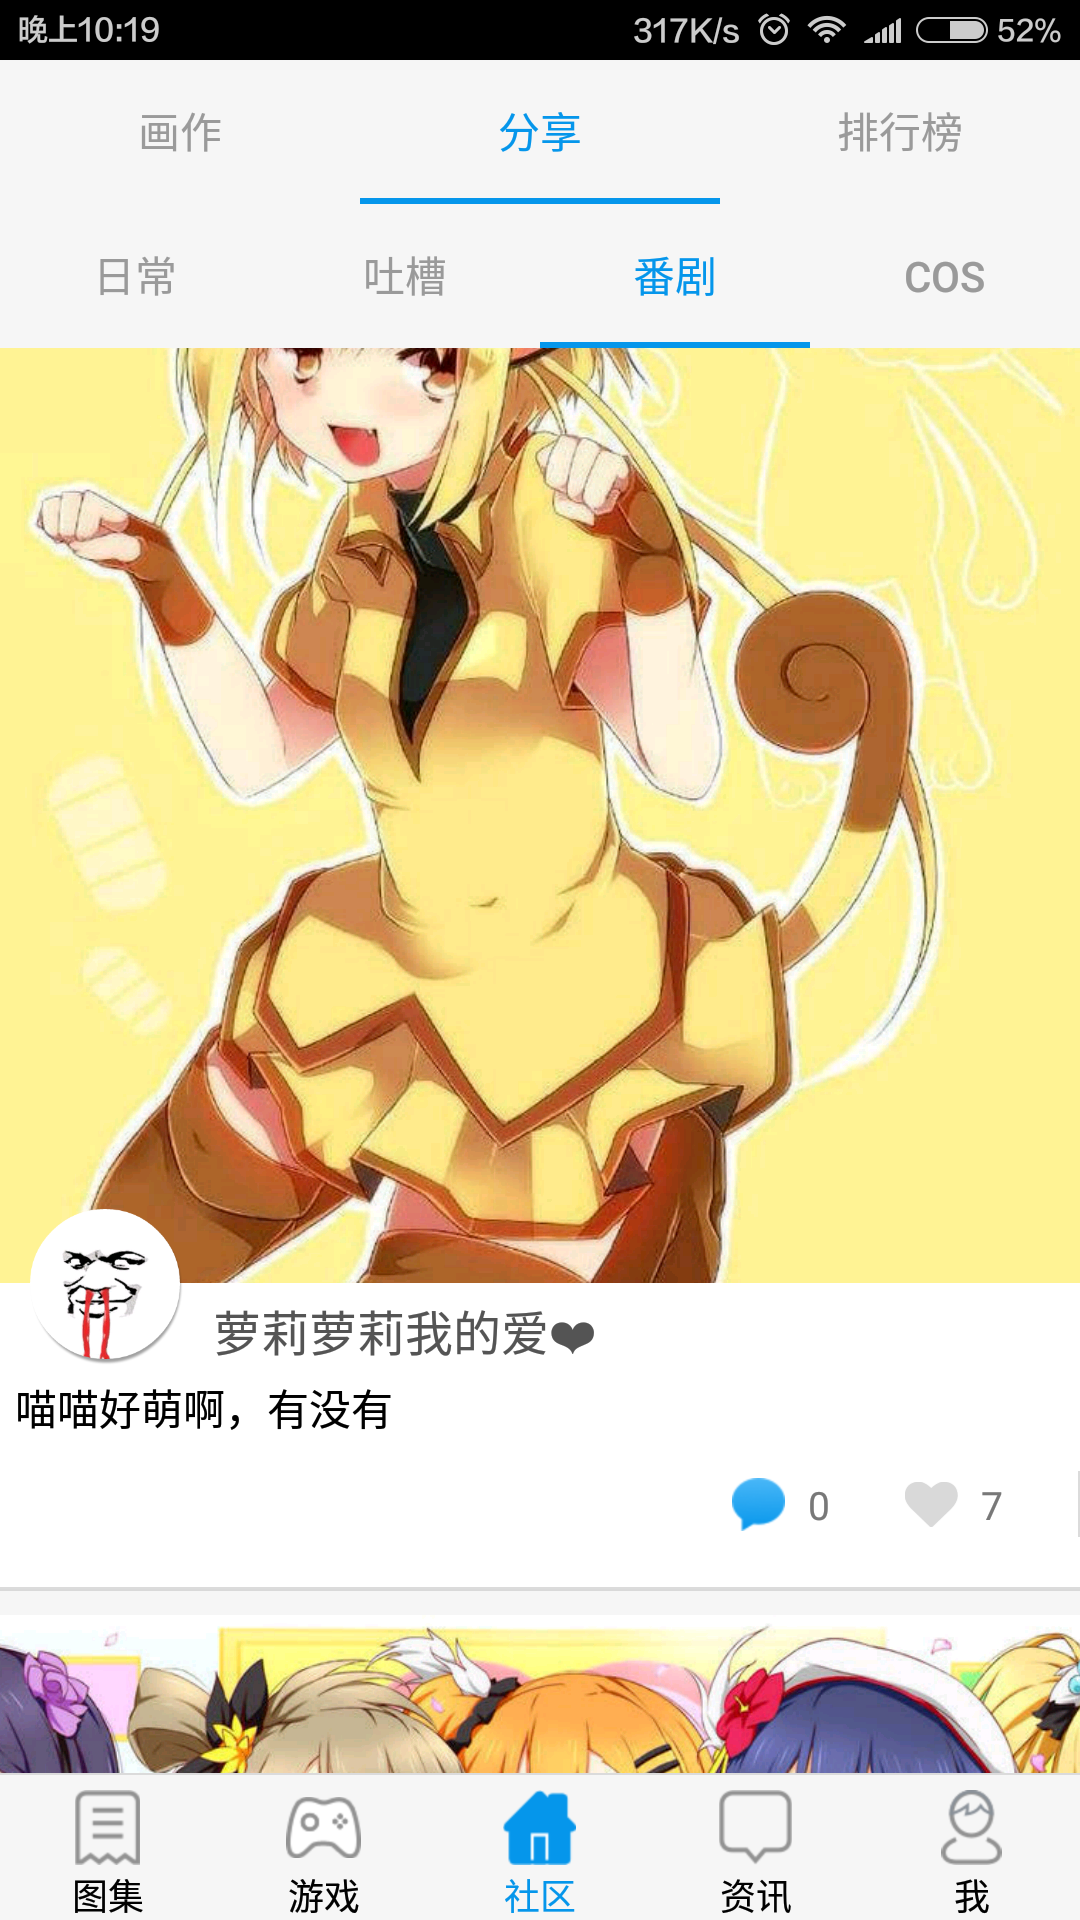 晚上10:19 317K/s 52%
画作 分享 排行榜
日常 吐槽 番剧 COS
萝莉萝莉我的爱❤
喵喵好萌啊，有没有
0 7
图集 游戏 社区 资讯 我